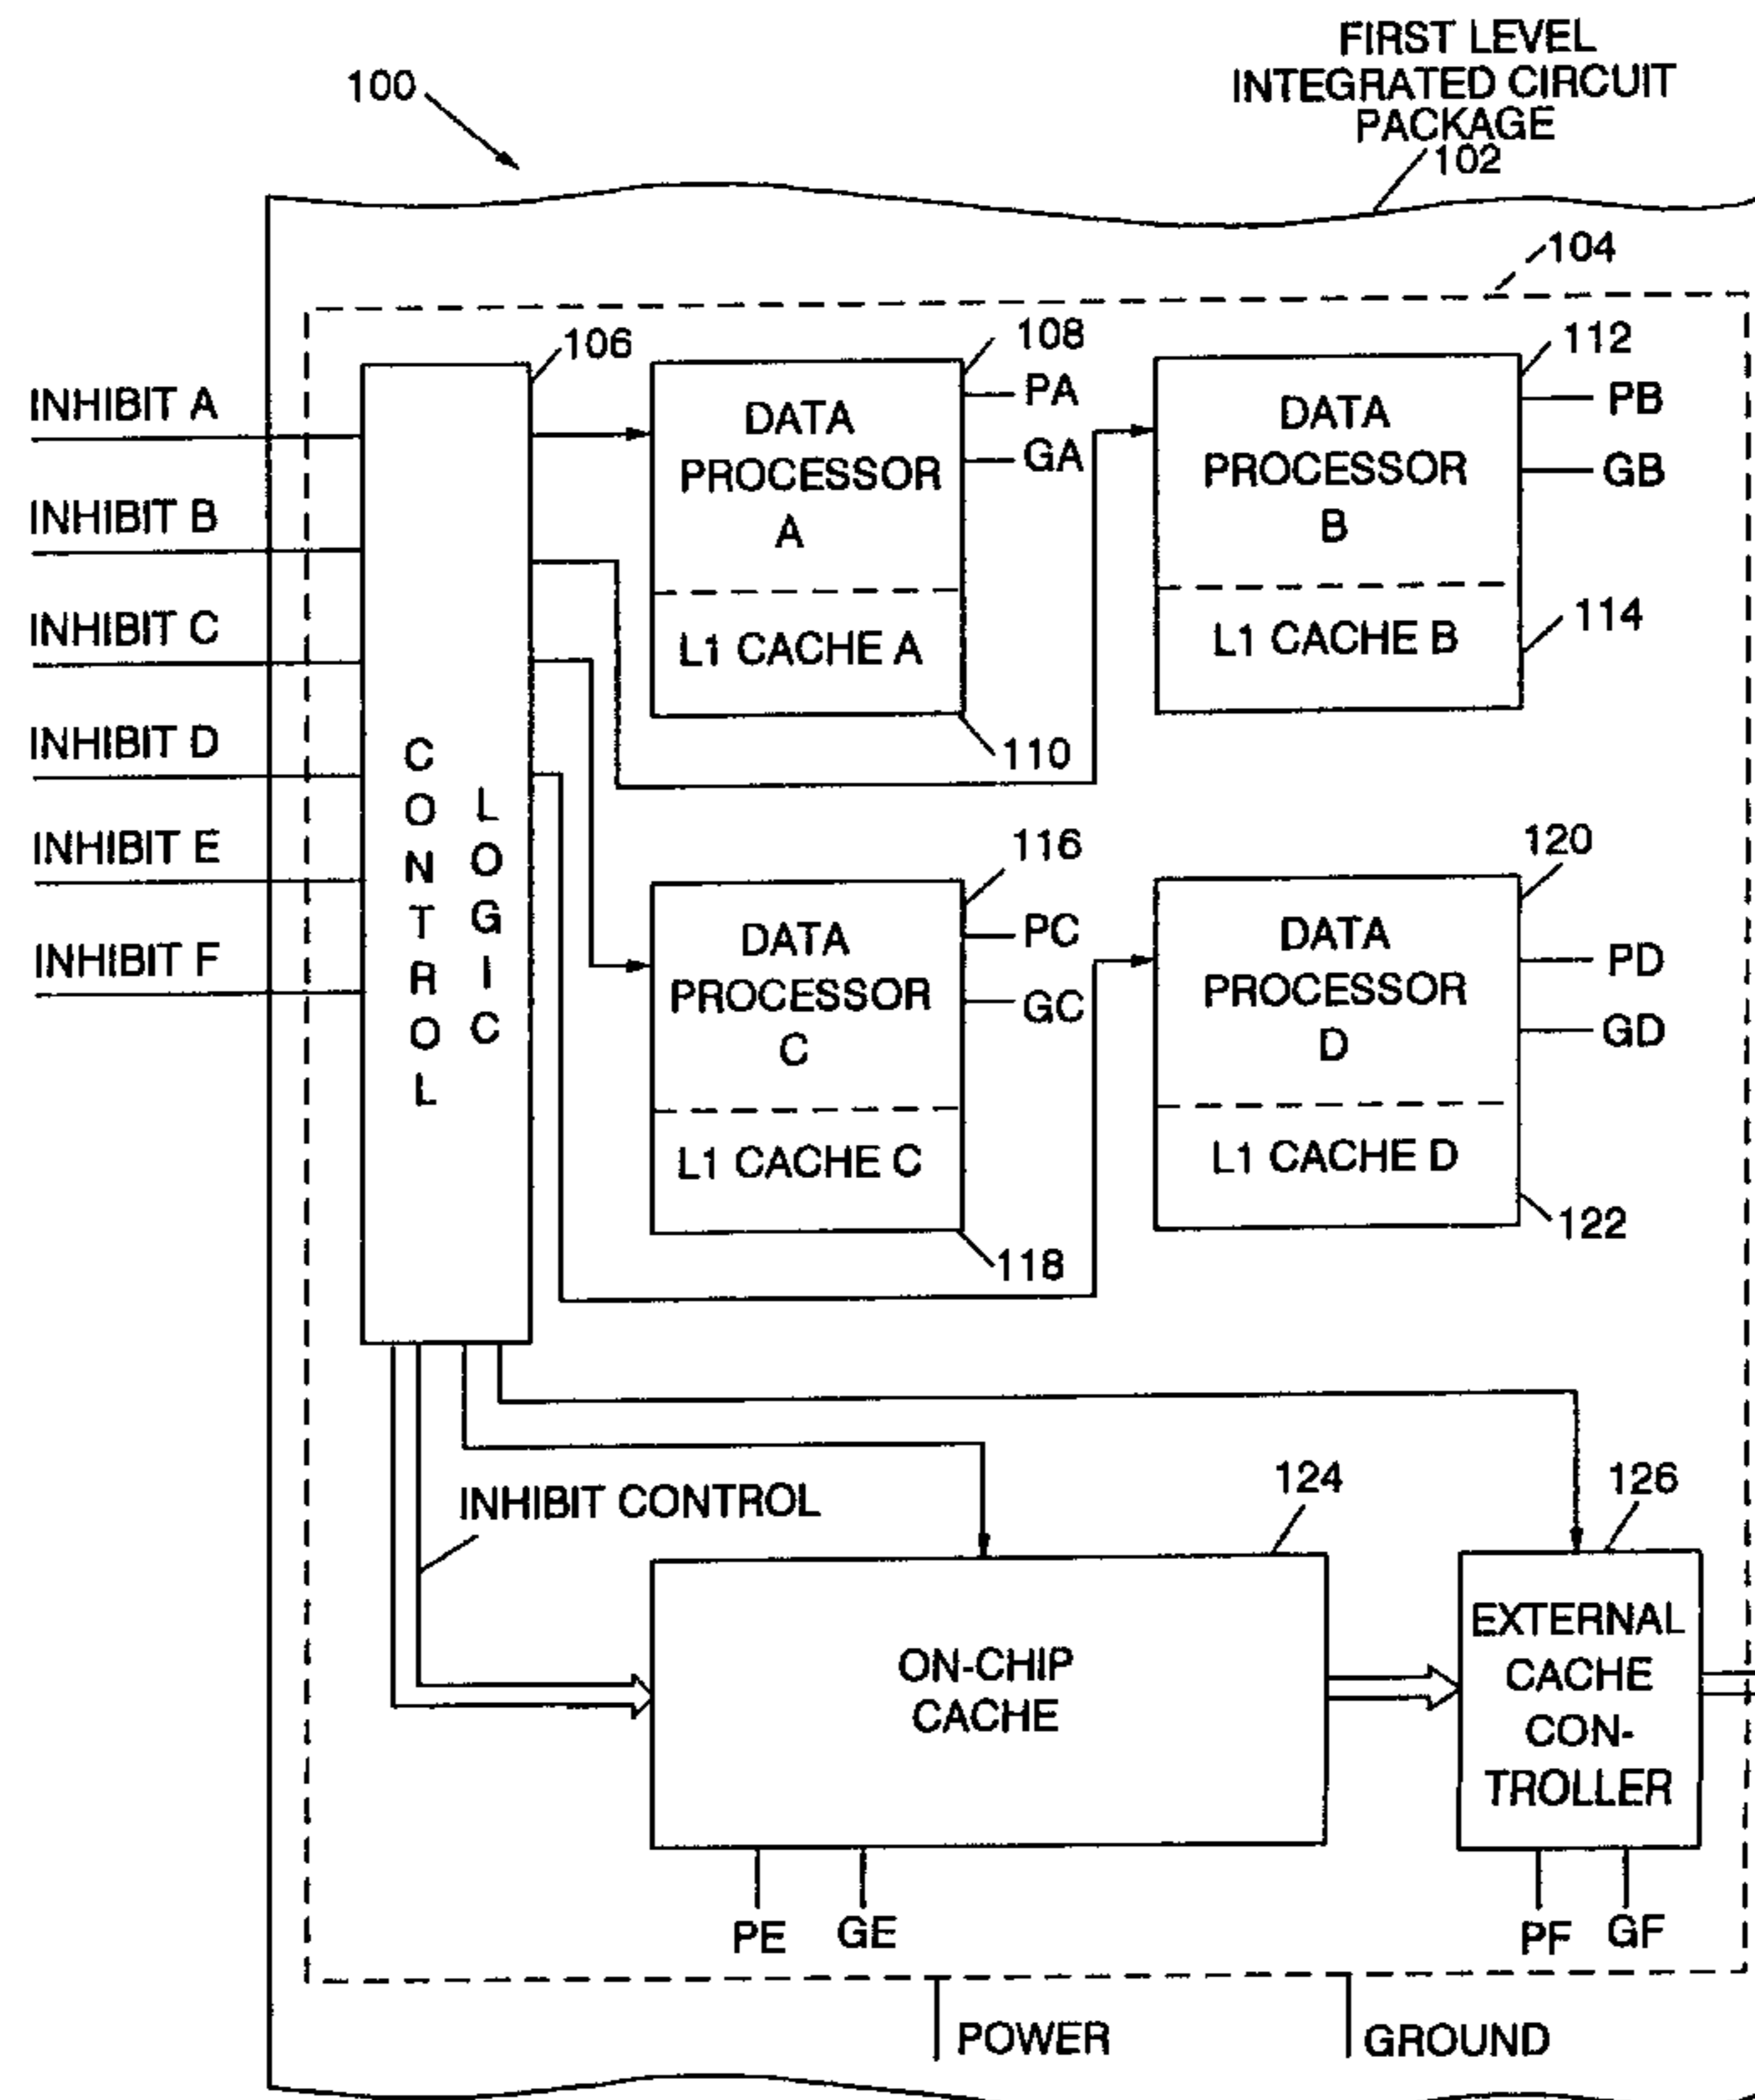 FIRST LEVEL
INTEGRATED CIRCUIT
PACKAGE
102
100
104
106
108
112
INHIBIT A
INHIBIT B
INHIBIT C
INHIBIT D
INHIBIT E
INHIBIT F
CONTROL
LOGIC
DATA
PROCESSOR
A
L1 CACHE A
PA
GA
110
DATA
PROCESSOR
B
L1 CACHE B
PB
GB
114
116
DATA
PROCESSOR
C
L1 CACHE C
PC
GC
118
120
DATA
PROCESSOR
D
L1 CACHE D
PD
GD
122
INHIBIT CONTROL
124
ON-CHIP
CACHE
PE
GE
126
EXTERNAL
CACHE
CON-
TROLLER
PF
GF
POWER
GROUND